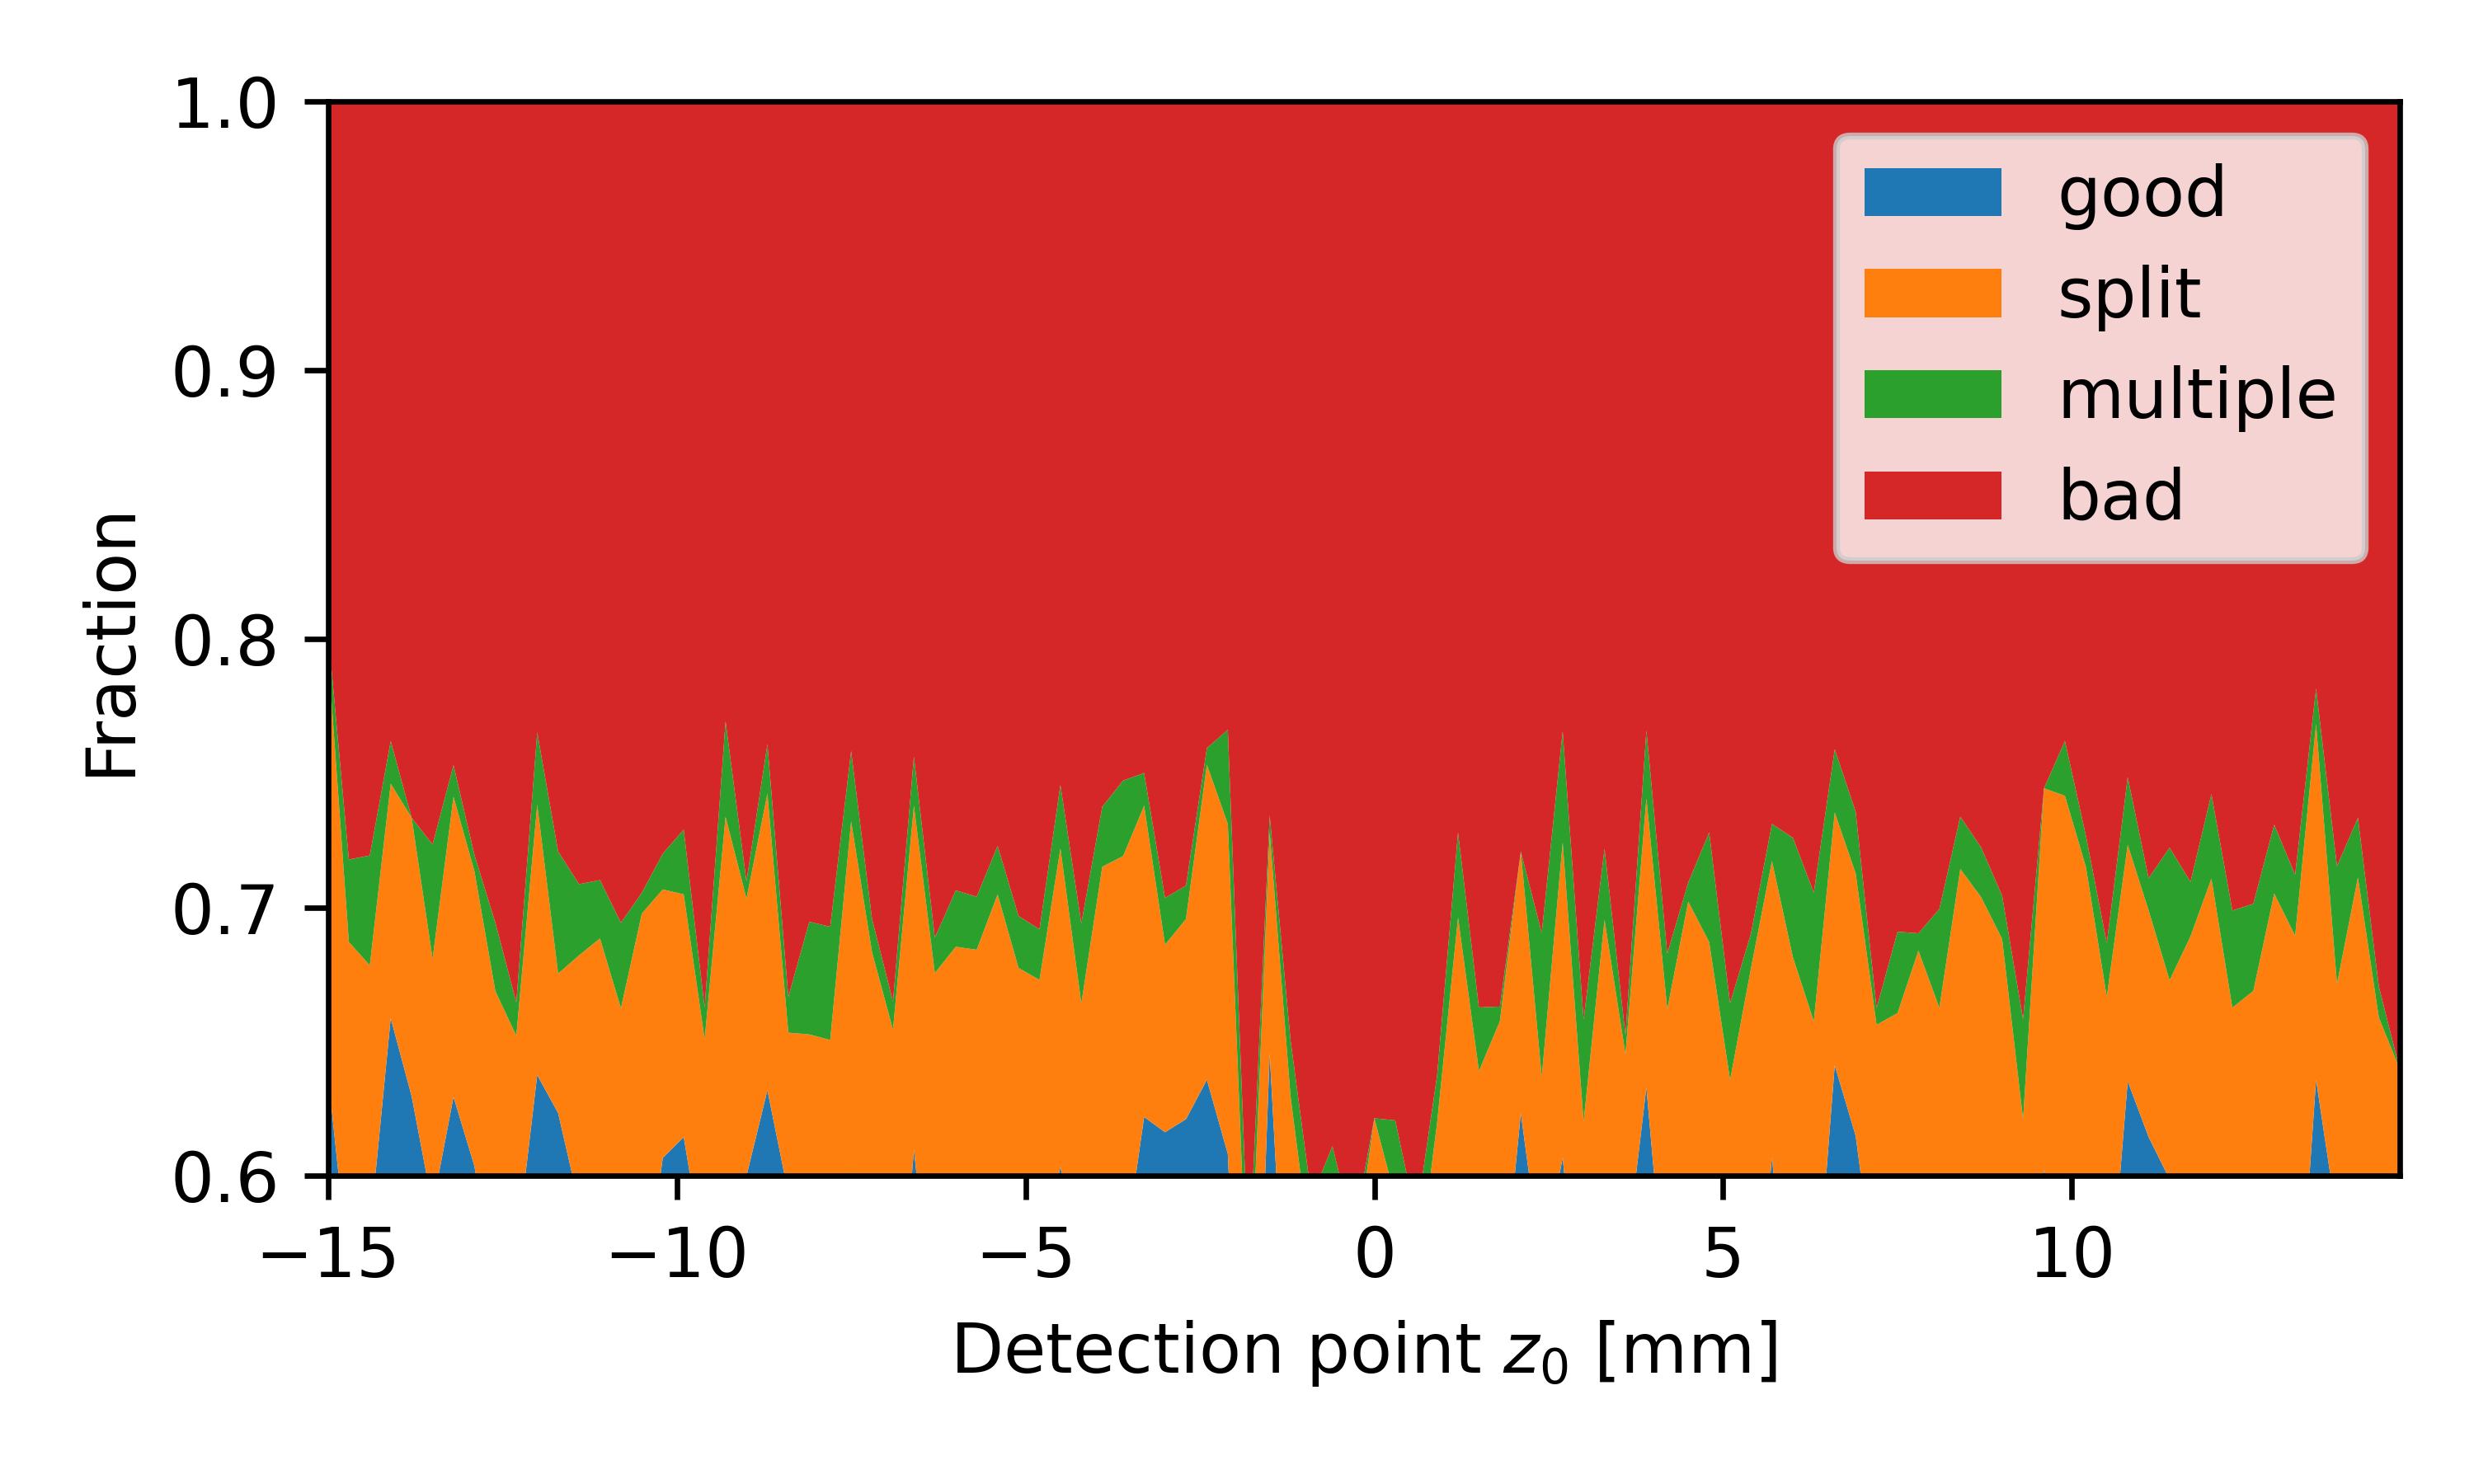 1.0
0.9
0.8
0.7
0.6
Fraction
good
split
multiple
bad
−15 −10 −5 0 5 10
Detection point z₀ [mm]